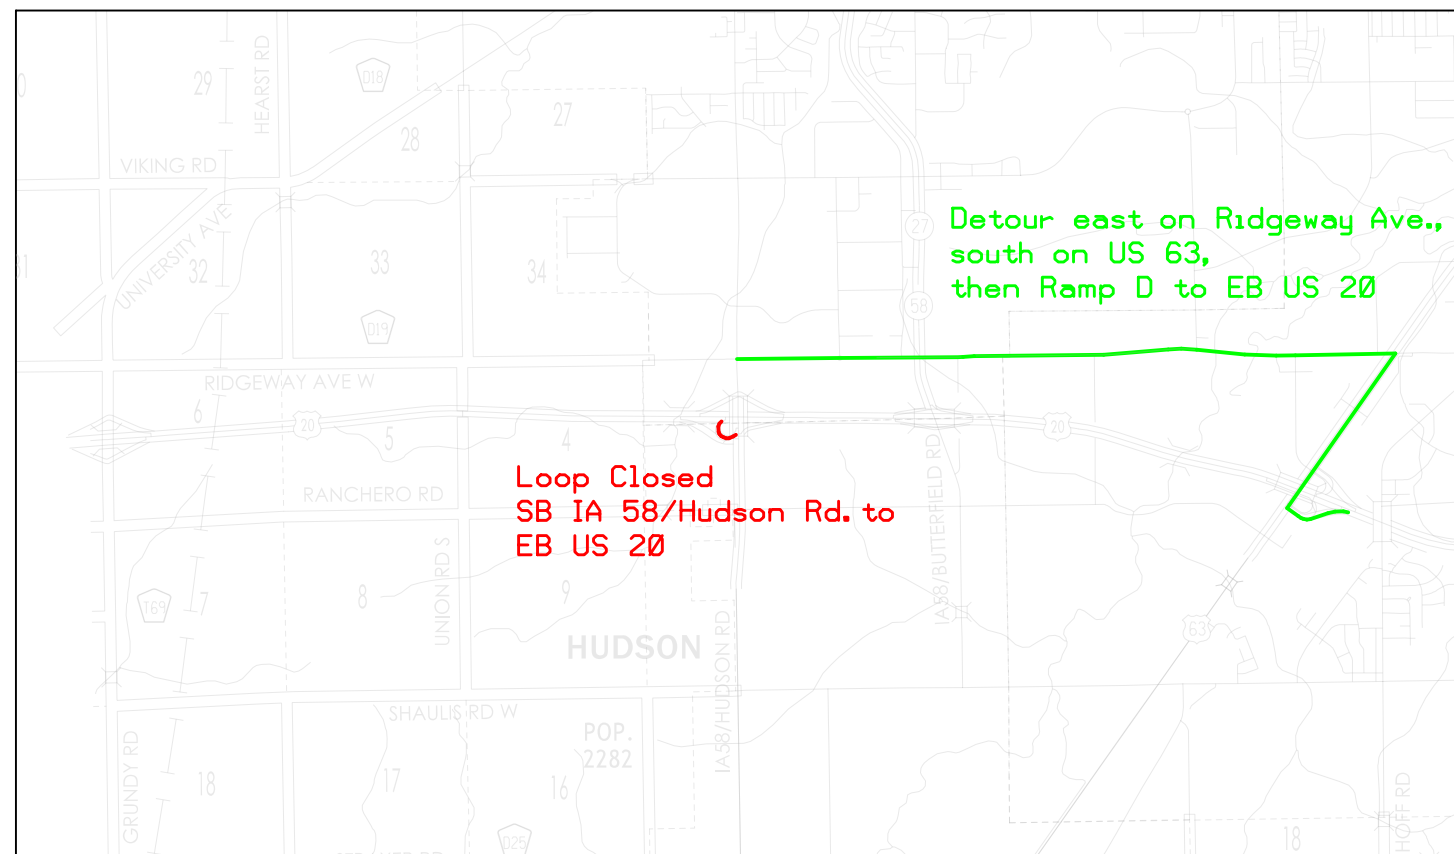 29
HEARST RD
D18
27
28
VIKING RD
UNIVERSITY AVE
32
33
34
27
Detour east on Ridgeway Ave.,
south on US 63,
then Ramp D to EB US 20
58
D19
RIDGEWAY AVE W
6
20
5
4
20
Loop Closed
SB IA 58/Hudson Rd. to
EB US 20
RANCHERO RD
UNION RD S
IA58/BUTTERFIELD RD
T69
7
8
9
63
HUDSON
IA58/HUDSON RD
SHAULIS RD W
POP.
2282
GRUNDY RD
18
17
16
D25
18
HOFF RD